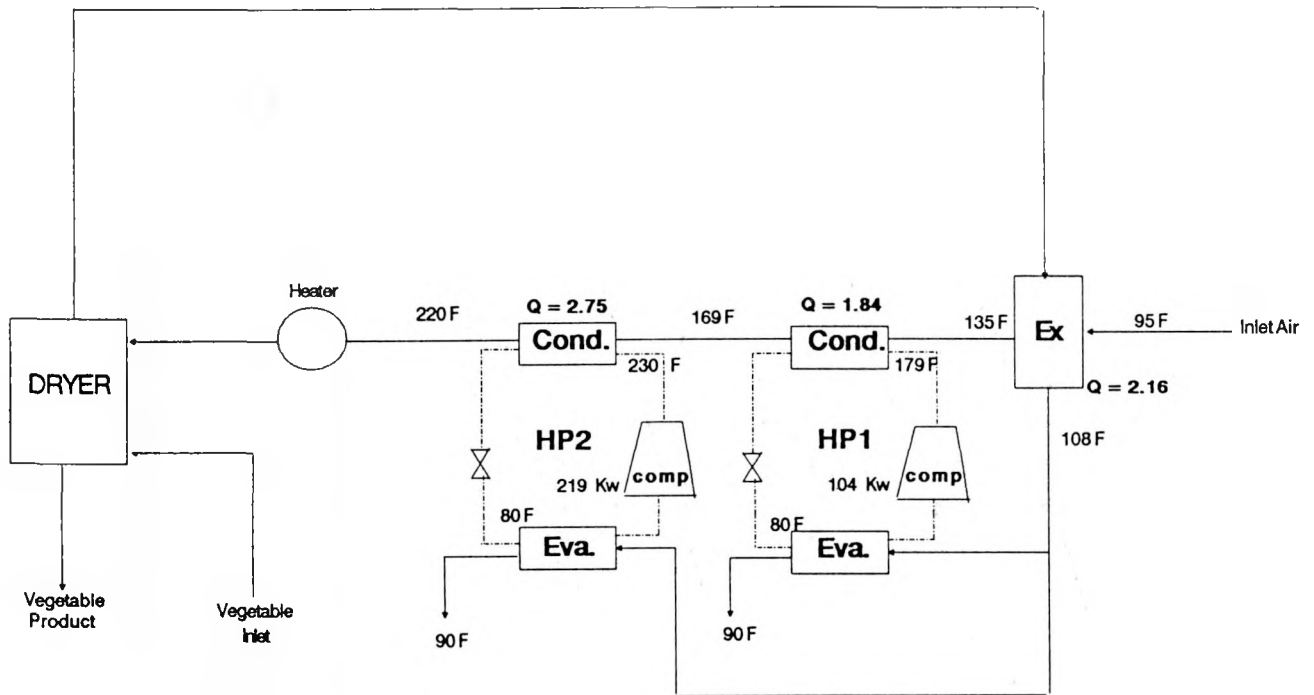 Heater
220 F
Q = 2.75
Cond.
169 F
Q = 1.84
Cond.
135 F
Ex
95 F
Inlet Air
DRYER
230 F
179 F
Q = 2.16
HP2
HP1
108 F
219 Kw
comp
104 Kw
comp
80 F
Eva.
80 F
Eva.
Vegetable
Product
Vegetable
Inlet
90 F
90 F